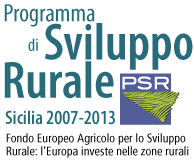 Programma
di Sviluppo
Rurale PSR
Sicilia 2007-2013
Fondo Europeo Agricolo per lo Sviluppo
Rurale: l'Europa investe nelle zone rurali